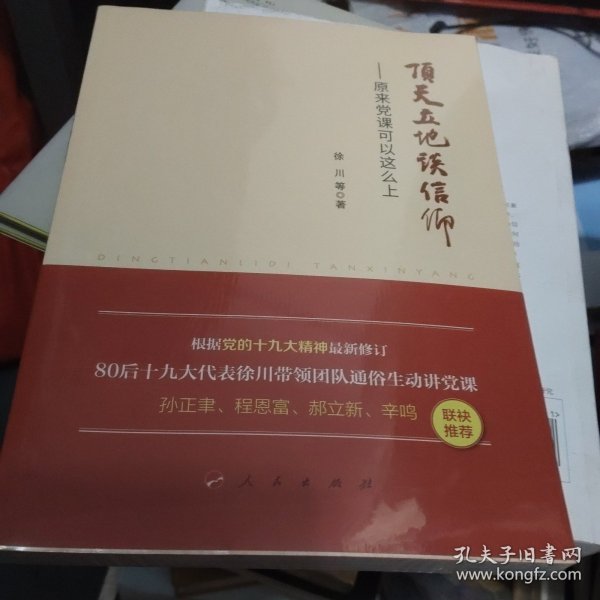 頂天立地談信仰
——原来党课可以这么上
徐川等◎著
DINGTIANLIDI TANXINYANG
根据党的十九大精神最新修订
80后十九大代表徐川带领团队通俗生动讲党课
孙正聿、程恩富、郝立新、辛鸣
联袂
推荐
人民出版社
孔夫子旧书网
www.kongfz.com